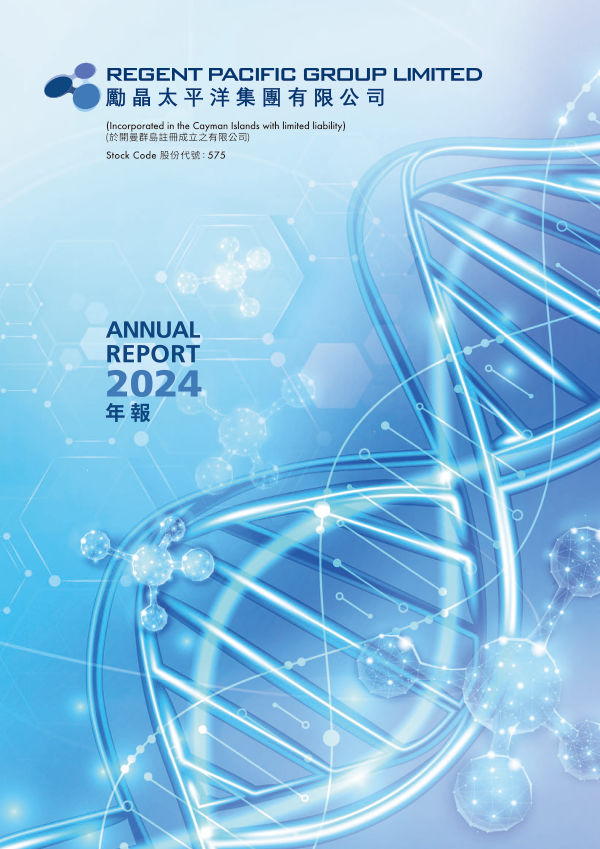 REGENT PACIFIC GROUP LIMITED
勵晶太平洋集團有限公司
(Incorporated in the Cayman Islands with limited liability)
(於開曼群島註冊成立之有限公司)
Stock Code 股份代號：575
ANNUAL
REPORT
2024
年報